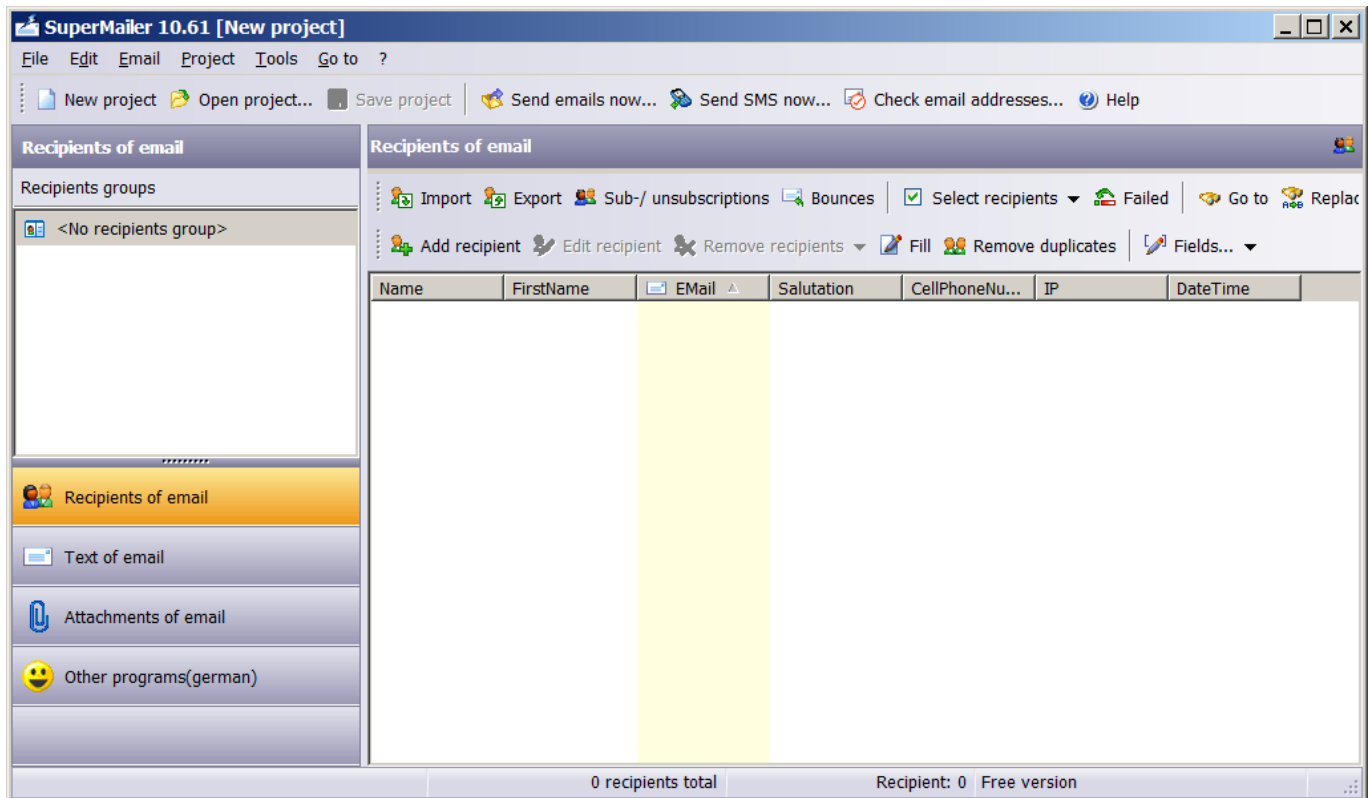 SuperMailer 10.61 [New project]
File Edit Email Project Tools Go to ?
New project Open project... Save project Send emails now... Send SMS now... Check email addresses... Help
Recipients of email
Recipients groups
<No recipients group>
Recipients of email
Text of email
Attachments of email
Other programs(german)
Recipients of email
Import Export Sub-/ unsubscriptions Bounces Select recipients Failed Go to Replac
Add recipient Edit recipient Remove recipients Fill Remove duplicates Fields...
Name FirstName EMail Salutation CellPhoneNu... IP DateTime
0 recipients total Recipient: 0 Free version